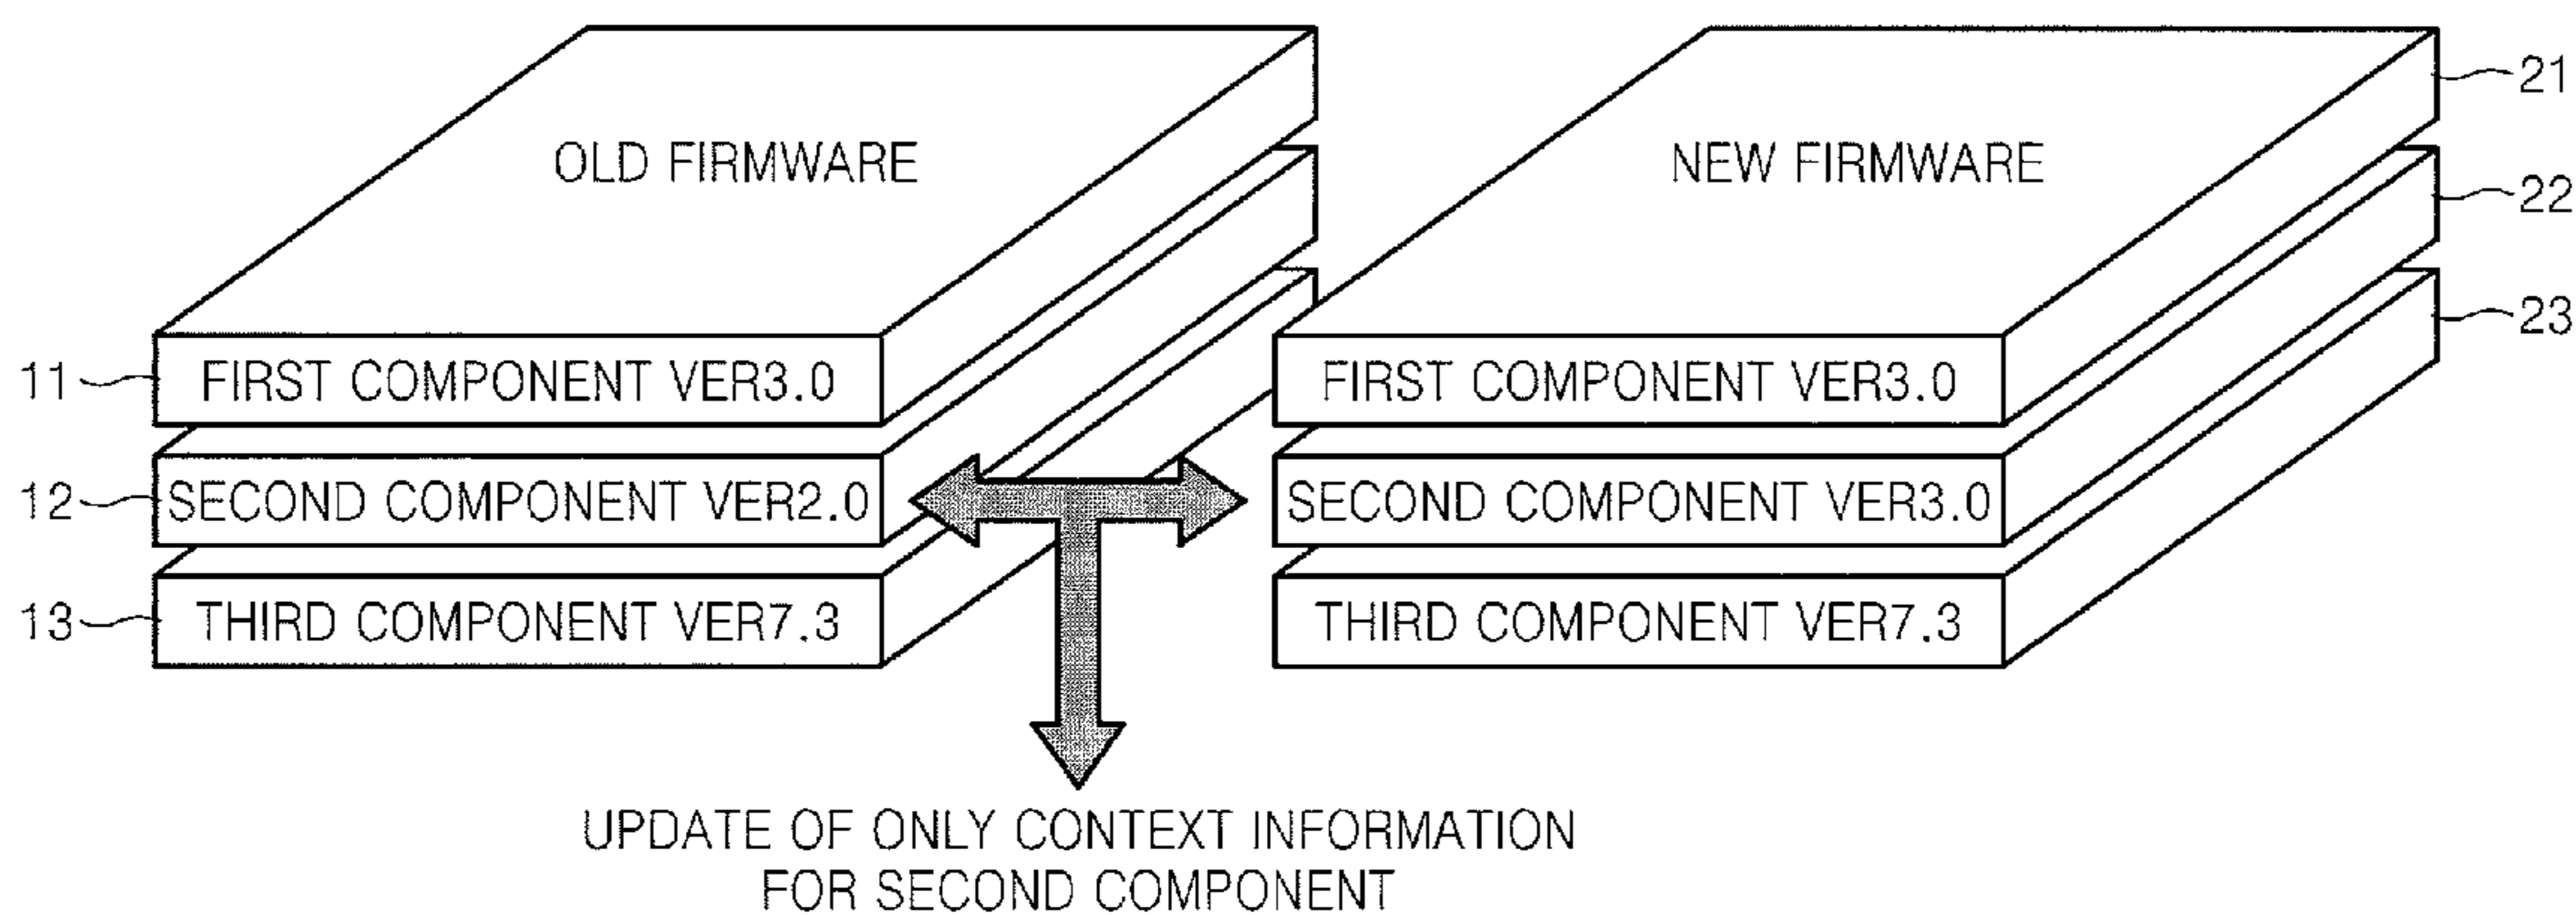 OLD FIRMWARE
11 FIRST COMPONENT VER3.0
12 SECOND COMPONENT VER2.0
13 THIRD COMPONENT VER7.3
NEW FIRMWARE
21
22
23
FIRST COMPONENT VER3.0
SECOND COMPONENT VER3.0
THIRD COMPONENT VER7.3
UPDATE OF ONLY CONTEXT INFORMATION
FOR SECOND COMPONENT